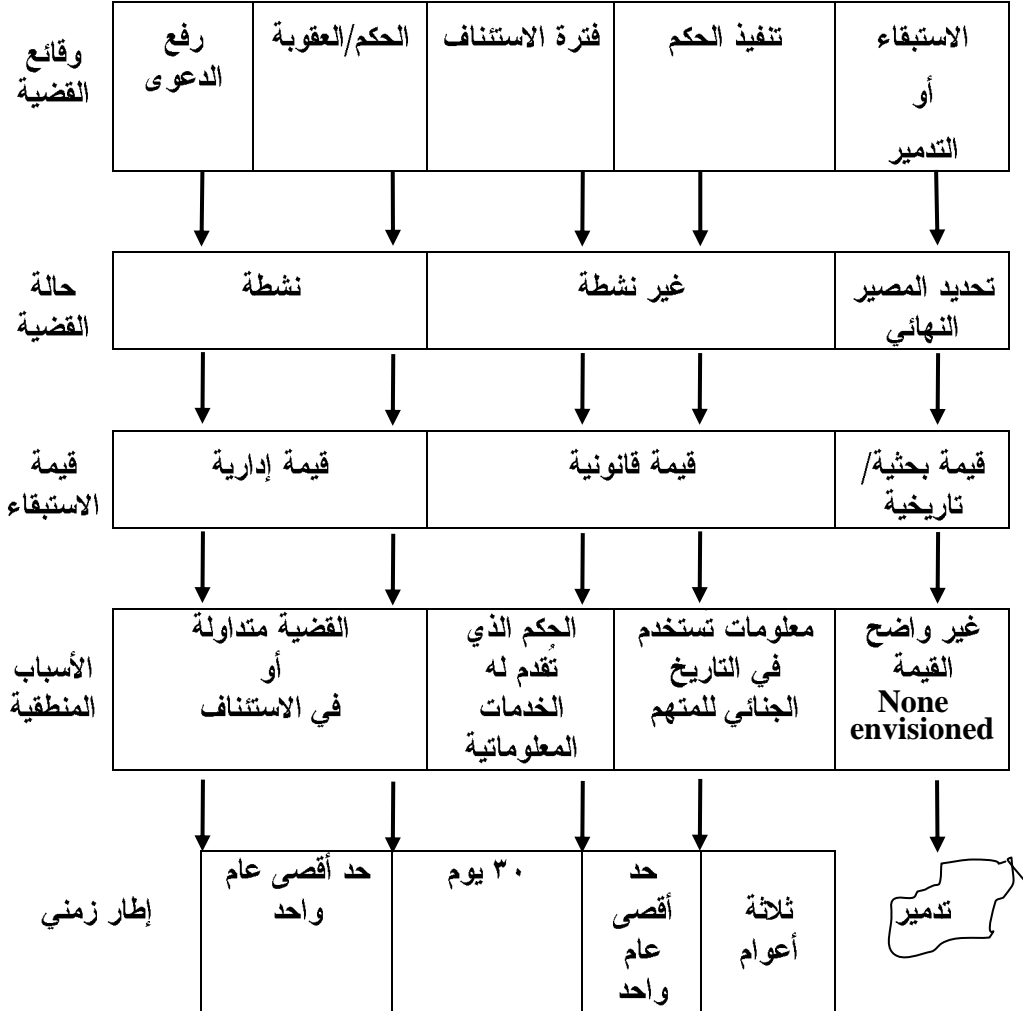 وقائع
القضية
رفع
الدعوى
الحكم/العقوبة
فترة الاستئناف
تنفيذ الحكم
الاستبقاء
أو
التدمير
حالة
القضية
نشطة
غير نشطة
تحديد المصير
النهائي
قيمة
الاستبقاء
قيمة إدارية
قيمة قانونية
قيمة بحثية/
تاريخية
الأسباب
المنطقية
القضية متداولة
أو
في الاستئناف
الحكم الذي
تُقدم له
الخدمات
المعلوماتية
معلومات تستخدم
في التاريخ
الجنائي للمتهم
غير واضح
القيمة
None
envisioned
إطار زمني
حد أقصى عام
واحد
٣٠ يوم
حد
أقصى
عام
واحد
ثلاثة
أعوام
تدمير